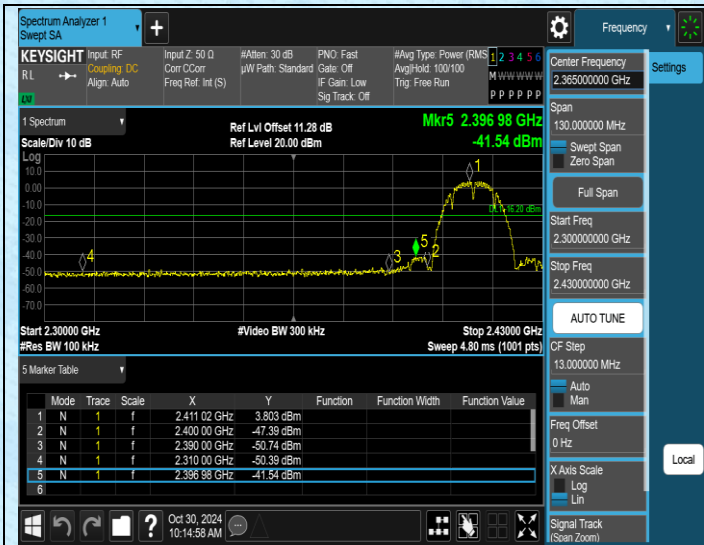 Spectrum Analyzer 1
Swept SA
Frequency
KEYSIGHT
RL
LXI
Input: RF
Coupling: DC
Align: Auto
Input Z: 50 Ω
Corr CCorr
Freq Ref: Int (S)
#Atten: 30 dB
µW Path: Standard
PNO: Fast
Gate: Off
IF Gain: Low
Sig Track: Off
#Avg Type: Power (RMS
Avg|Hold: 100/100
Trig: Free Run
1 2 3 4 5 6
M W W W W W
P P P P P P
1 Spectrum
Scale/Div 10 dB
Log
Ref Lvl Offset 11.28 dB
Ref Level 20.00 dBm
Mkr5 2.396 98 GHz
-41.54 dBm
10.0
0.00
-10.0
-20.0
-30.0
-40.0
-50.0
-60.0
-70.0
1
DL1 -16.20 dBm
5
4
3
2
Start 2.30000 GHz
#Video BW 300 kHz
Stop 2.43000 GHz
#Res BW 100 kHz
Sweep 4.80 ms (1001 pts)
5 Marker Table
Mode Trace Scale X Y Function Function Width Function Value
1 N 1 f 2.411 02 GHz 3.803 dBm
2 N 1 f 2.400 00 GHz -47.39 dBm
3 N 1 f 2.390 00 GHz -50.74 dBm
4 N 1 f 2.310 00 GHz -50.39 dBm
5 N 1 f 2.396 98 GHz -41.54 dBm
6
?
Oct 30, 2024
10:14:58 AM
Center Frequency
2.365000000 GHz
Settings
Span
130.000000 MHz
Swept Span
Zero Span
Full Span
Start Freq
2.300000000 GHz
Stop Freq
2.430000000 GHz
AUTO TUNE
CF Step
13.000000 MHz
Auto
Man
Freq Offset
0 Hz
X Axis Scale
Log
Lin
Signal Track
(Span Zoom)
Local